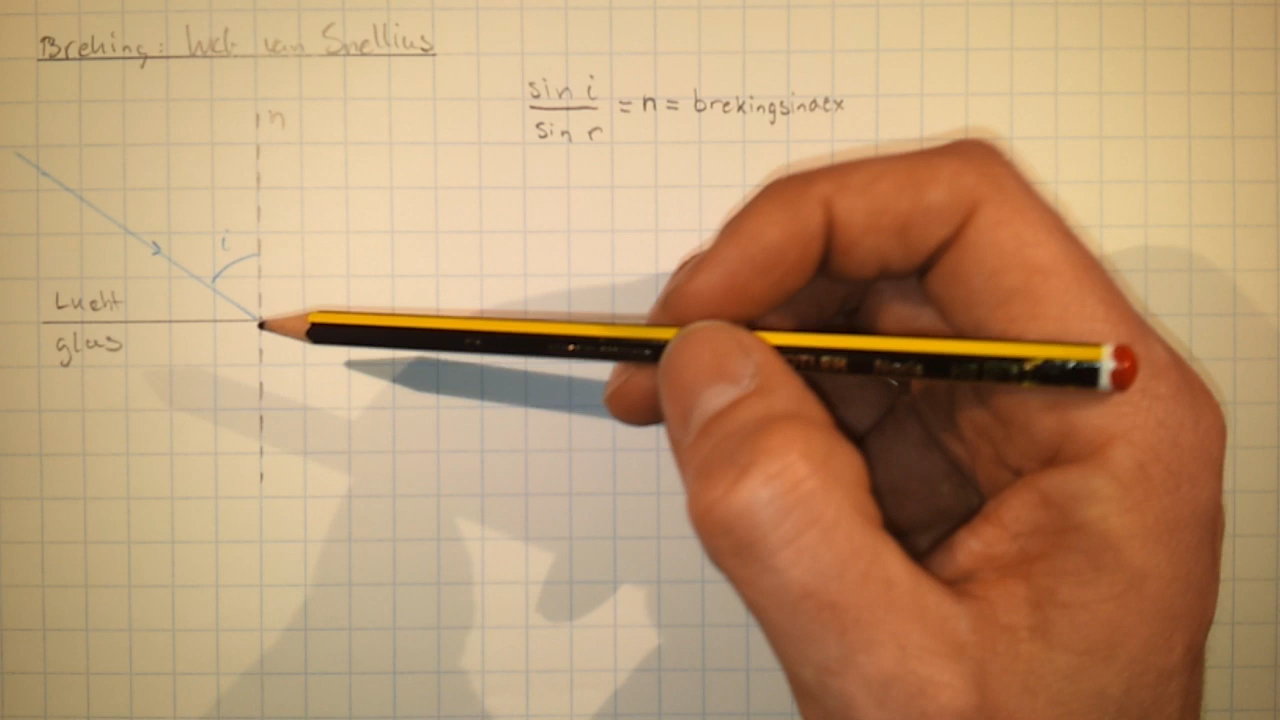 Breking: Wet van Snellius
n
sin i
sin r
= n = brekingsindex
i
Lucht
glas